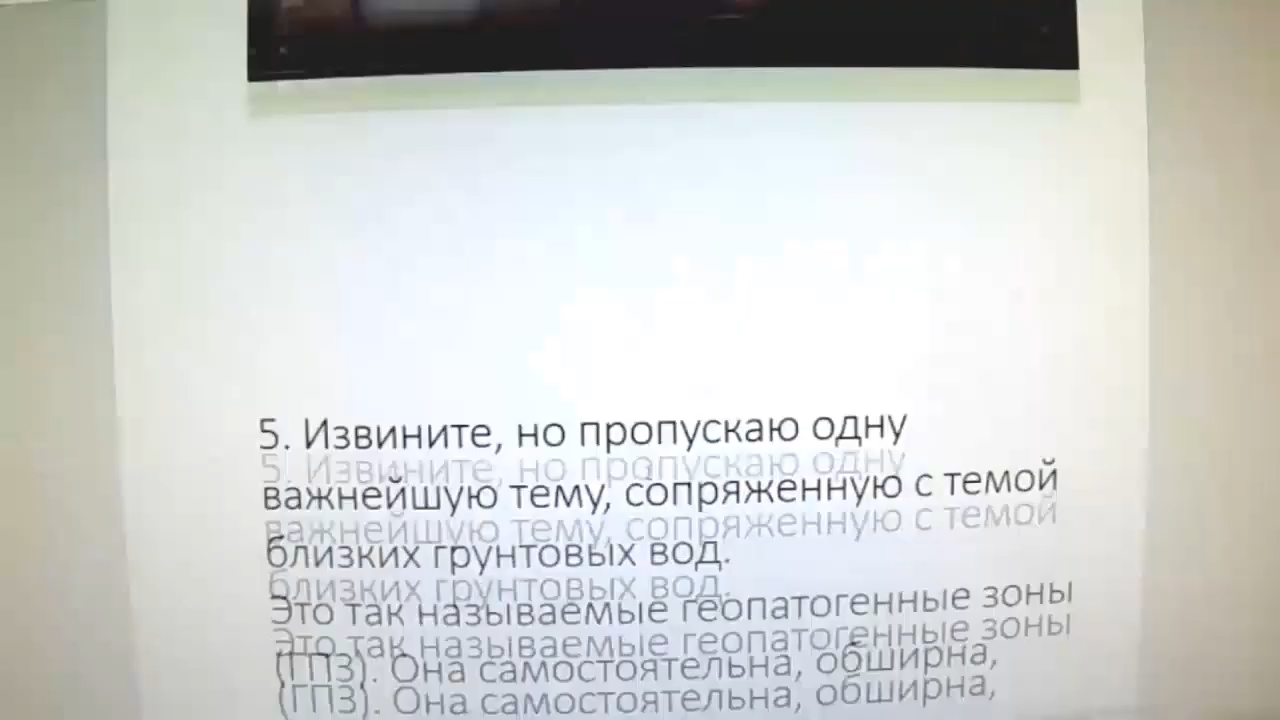 5. Извините, но пропускаю одну
важнейшую тему, сопряженную с темой
близких грунтовых вод.
Это так называемые геопатогенные зоны
(ГПЗ). Она самостоятельна, обширна,